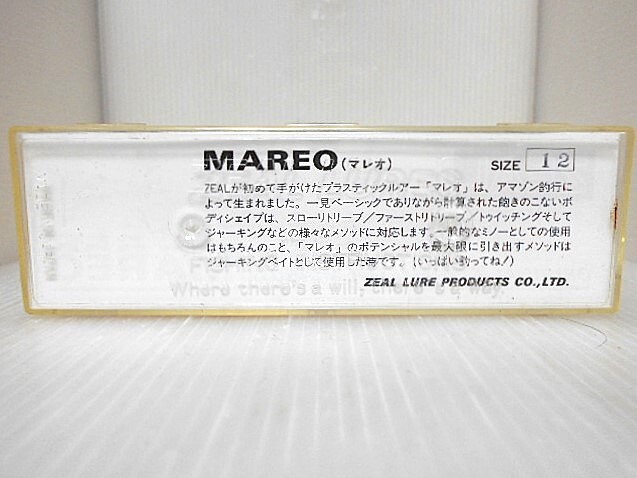 MAREO(マレオ)
SIZE 12
ZEALが初めて手がけたプラスティックルアー「マレオ」は、アマゾン釣行に
よって生まれました。一見ベーシックでありながら計算された飽きのこないボ
ディシェイプは、スローリトリーブ/ファーストリトリーブ/トゥイッチングそして
ジャーキングなどの様々なメソッドに対応します。一般的なミノーとしての使用
はもちろんのこと、「マレオ」のポテンシャルを最大限に引き出すメソッドは
ジャーキングベイトとして使用した時です。(いっぱい釣ってね!)
Where there's a will, there's a way.
ZEAL LURE PRODUCTS CO.,LTD.